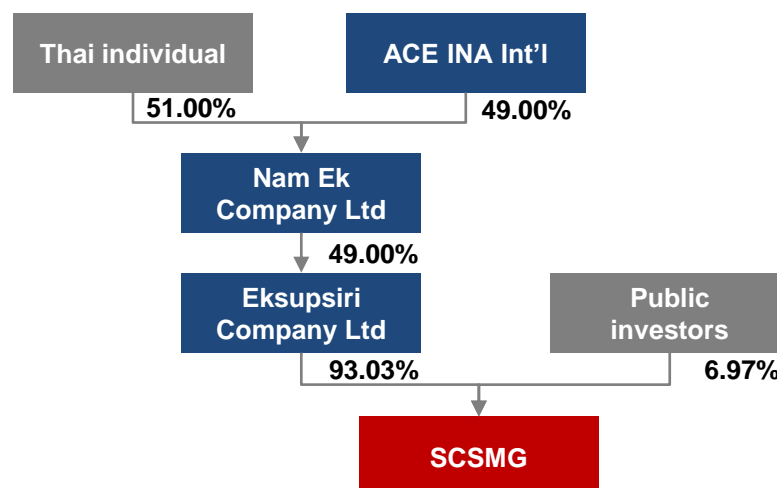 Thai individual
ACE INA Int’l
51.00%
49.00%
Nam Ek
Company Ltd
49.00%
Eksupsiri
Company Ltd
Public
investors
93.03%
6.97%
SCSMG